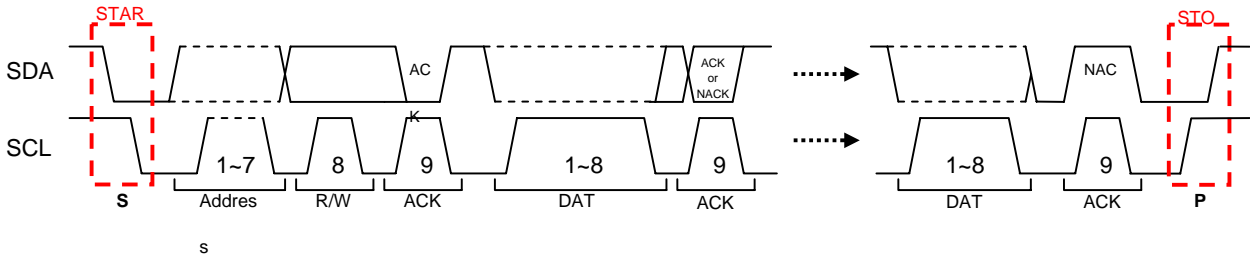 STAR
STO
SDA
AC
K
ACK
or
NACK
NAC
SCL
1~7
8
9
1~8
9
1~8
9
S
Addres
s
R/W
ACK
DAT
ACK
DAT
ACK
P